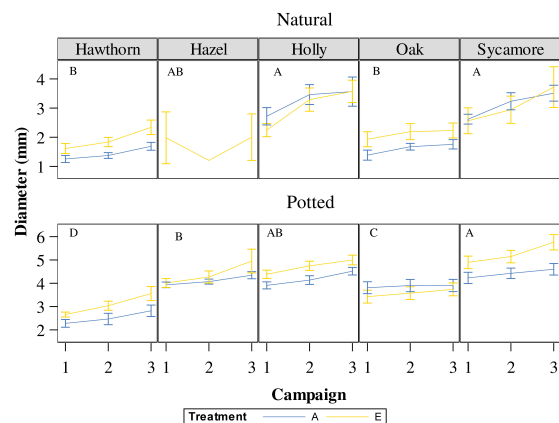 Natural
Hawthorn Hazel Holly Oak Sycamore
B AB A B A
4
3
2
1
Diameter (mm)
Potted
D B AB C A
6
5
4
3
2
1 2 3 1 2 3 1 2 3 1 2 3 1 2 3
Campaign
Treatment A E